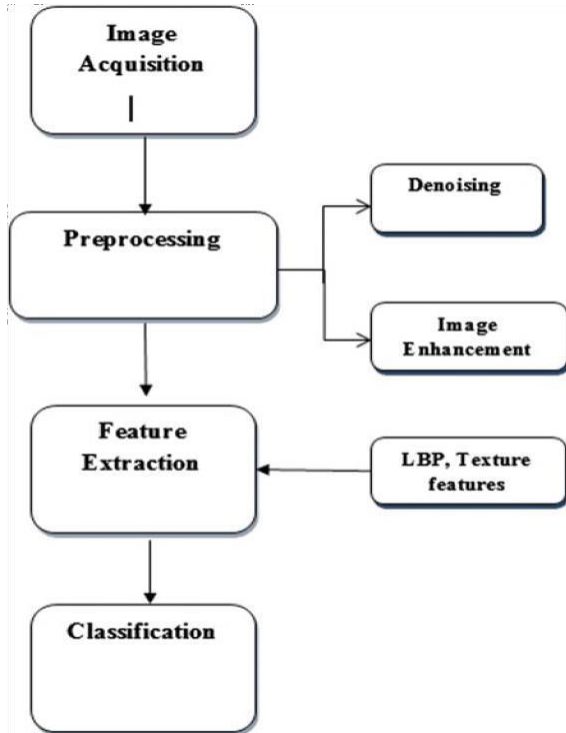 Image
Acquisition
Denoising
Preprocessing
Image
Enhancement
Feature
Extraction
LBP, Texture
features
Classification